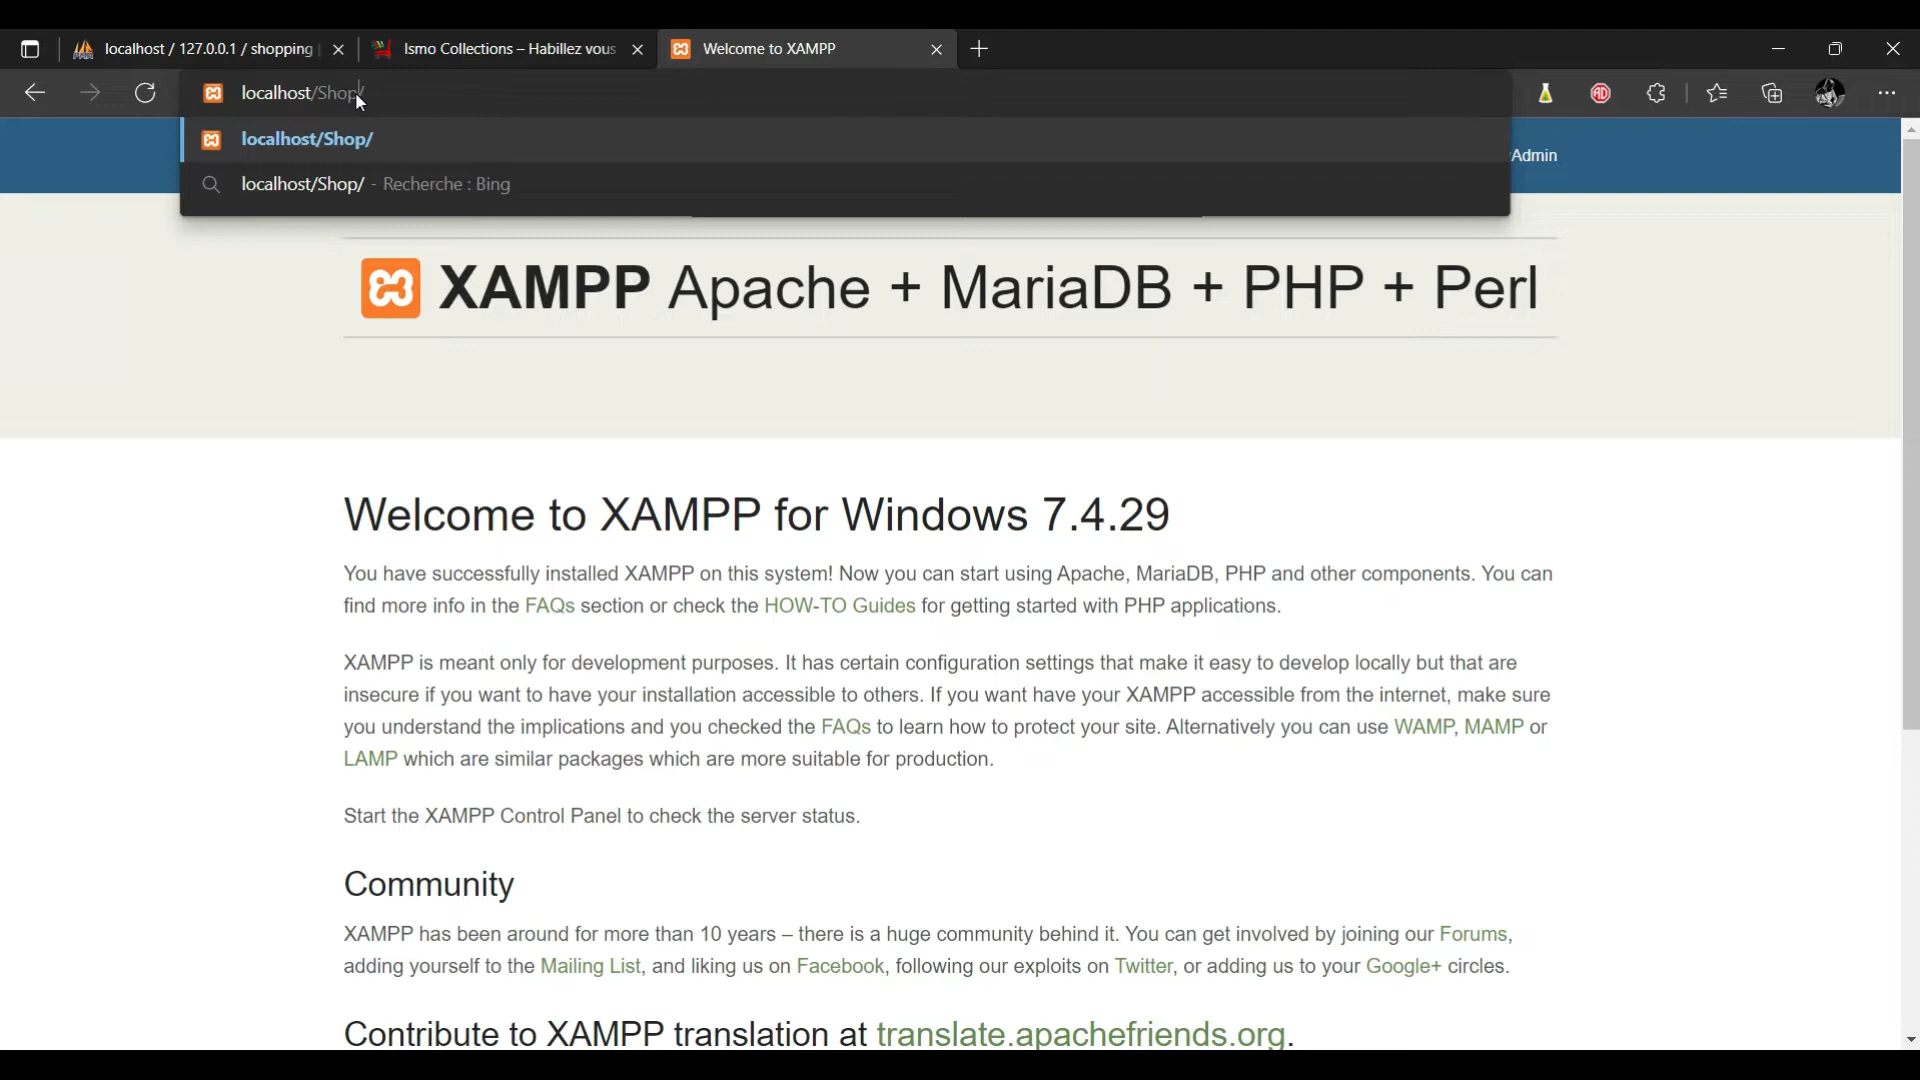 localhost / 127.0.0.1 / shopping
Ismo Collections – Habillez vous
Welcome to XAMPP
localhost/Shop/
localhost/Shop/
localhost/Shop/ - Recherche : Bing
Admin
XAMPP Apache + MariaDB + PHP + Perl
Welcome to XAMPP for Windows 7.4.29
You have successfully installed XAMPP on this system! Now you can start using Apache, MariaDB, PHP and other components. You can
find more info in the FAQs section or check the HOW-TO Guides for getting started with PHP applications.
XAMPP is meant only for development purposes. It has certain configuration settings that make it easy to develop locally but that are
insecure if you want to have your installation accessible to others. If you want have your XAMPP accessible from the internet, make sure
you understand the implications and you checked the FAQs to learn how to protect your site. Alternatively you can use WAMP, MAMP or
LAMP which are similar packages which are more suitable for production.
Start the XAMPP Control Panel to check the server status.
Community
XAMPP has been around for more than 10 years – there is a huge community behind it. You can get involved by joining our Forums,
adding yourself to the Mailing List, and liking us on Facebook, following our exploits on Twitter, or adding us to your Google+ circles.
Contribute to XAMPP translation at translate.apachefriends.org.